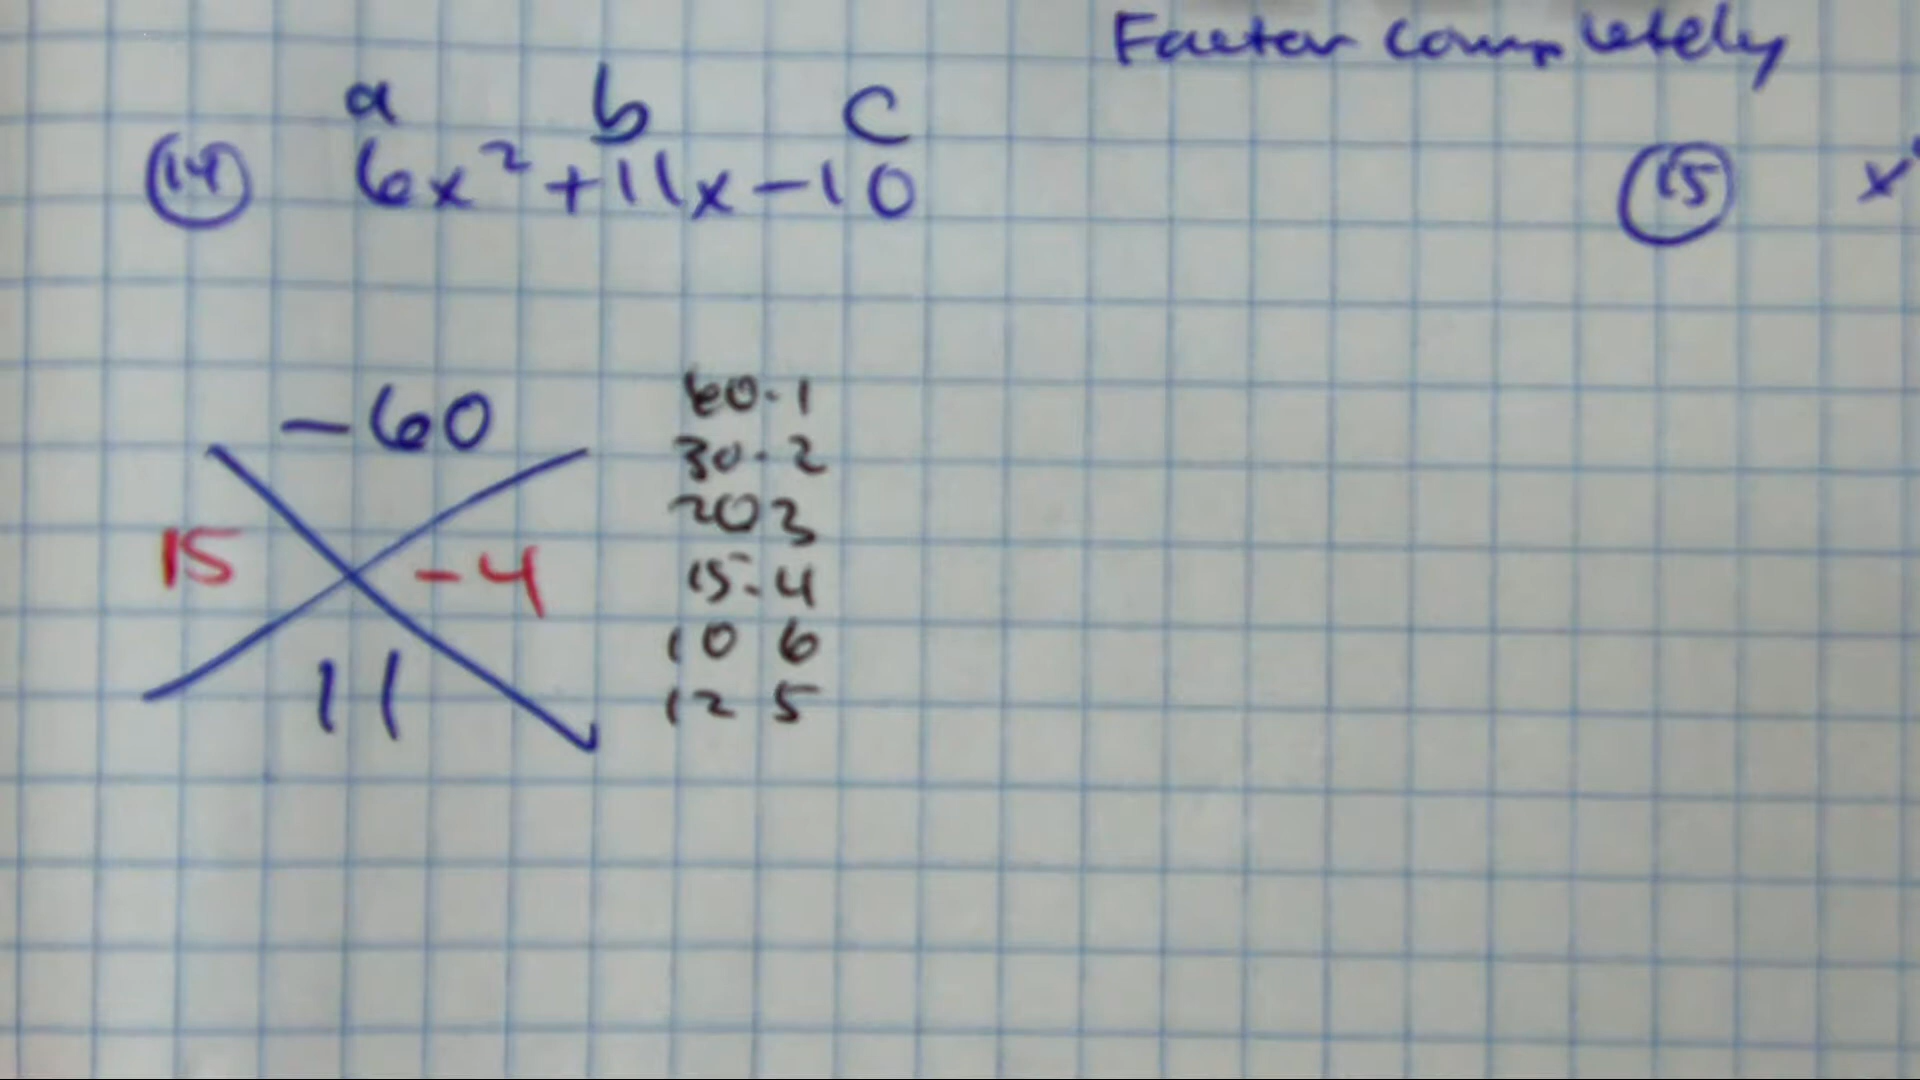 Factor completely
a b c
14 6x² + 11x - 10
15 x
-60
15 -4
11
60 · 1
30 · 2
20 3
15 · 4
10 6
12 5